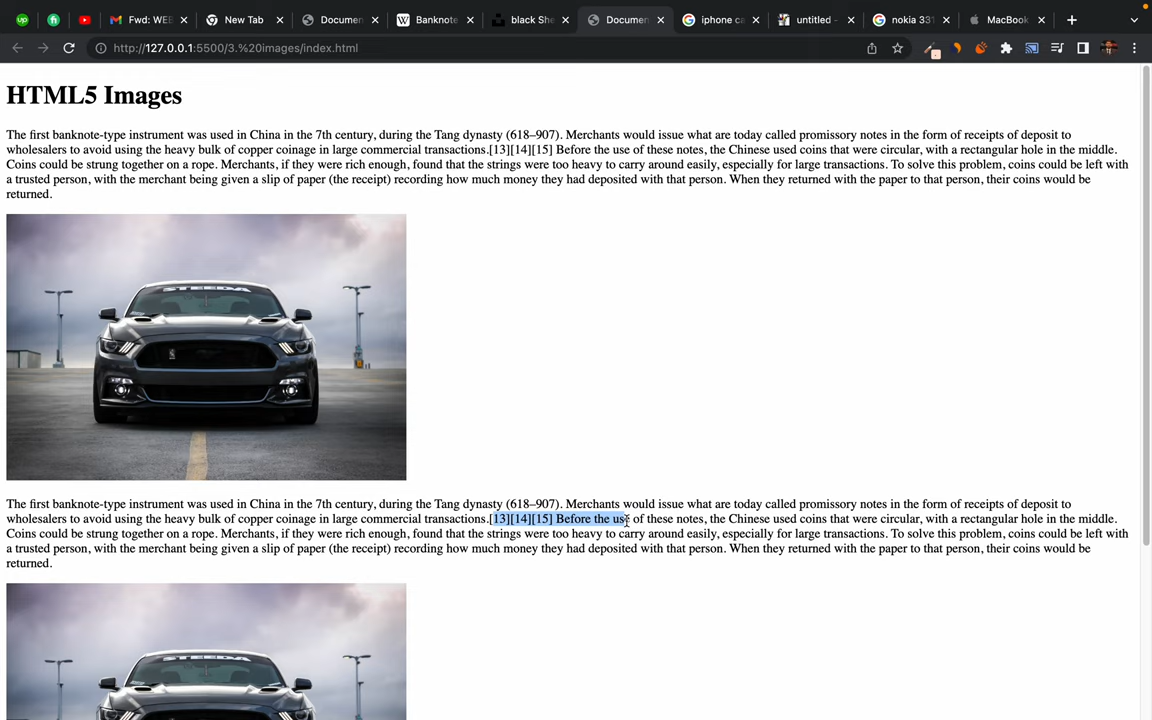 Fwd: WEB
New Tab
Documen
Banknote
black She
Documen
iphone ca
untitled -
nokia 331
MacBook
http://127.0.0.1:5500/3.%20images/index.html
HTML5 Images
The first banknote-type instrument was used in China in the 7th century, during the Tang dynasty (618–907). Merchants would issue what are today called promissory notes in the form of receipts of deposit to
wholesalers to avoid using the heavy bulk of copper coinage in large commercial transactions.[13][14][15] Before the use of these notes, the Chinese used coins that were circular, with a rectangular hole in the middle.
Coins could be strung together on a rope. Merchants, if they were rich enough, found that the strings were too heavy to carry around easily, especially for large transactions. To solve this problem, coins could be left with
a trusted person, with the merchant being given a slip of paper (the receipt) recording how much money they had deposited with that person. When they returned with the paper to that person, their coins would be
returned.
STEEDA
The first banknote-type instrument was used in China in the 7th century, during the Tang dynasty (618–907). Merchants would issue what are today called promissory notes in the form of receipts of deposit to
wholesalers to avoid using the heavy bulk of copper coinage in large commercial transactions.[13][14][15] Before the use of these notes, the Chinese used coins that were circular, with a rectangular hole in the middle.
Coins could be strung together on a rope. Merchants, if they were rich enough, found that the strings were too heavy to carry around easily, especially for large transactions. To solve this problem, coins could be left with
a trusted person, with the merchant being given a slip of paper (the receipt) recording how much money they had deposited with that person. When they returned with the paper to that person, their coins would be
returned.
STEEDA